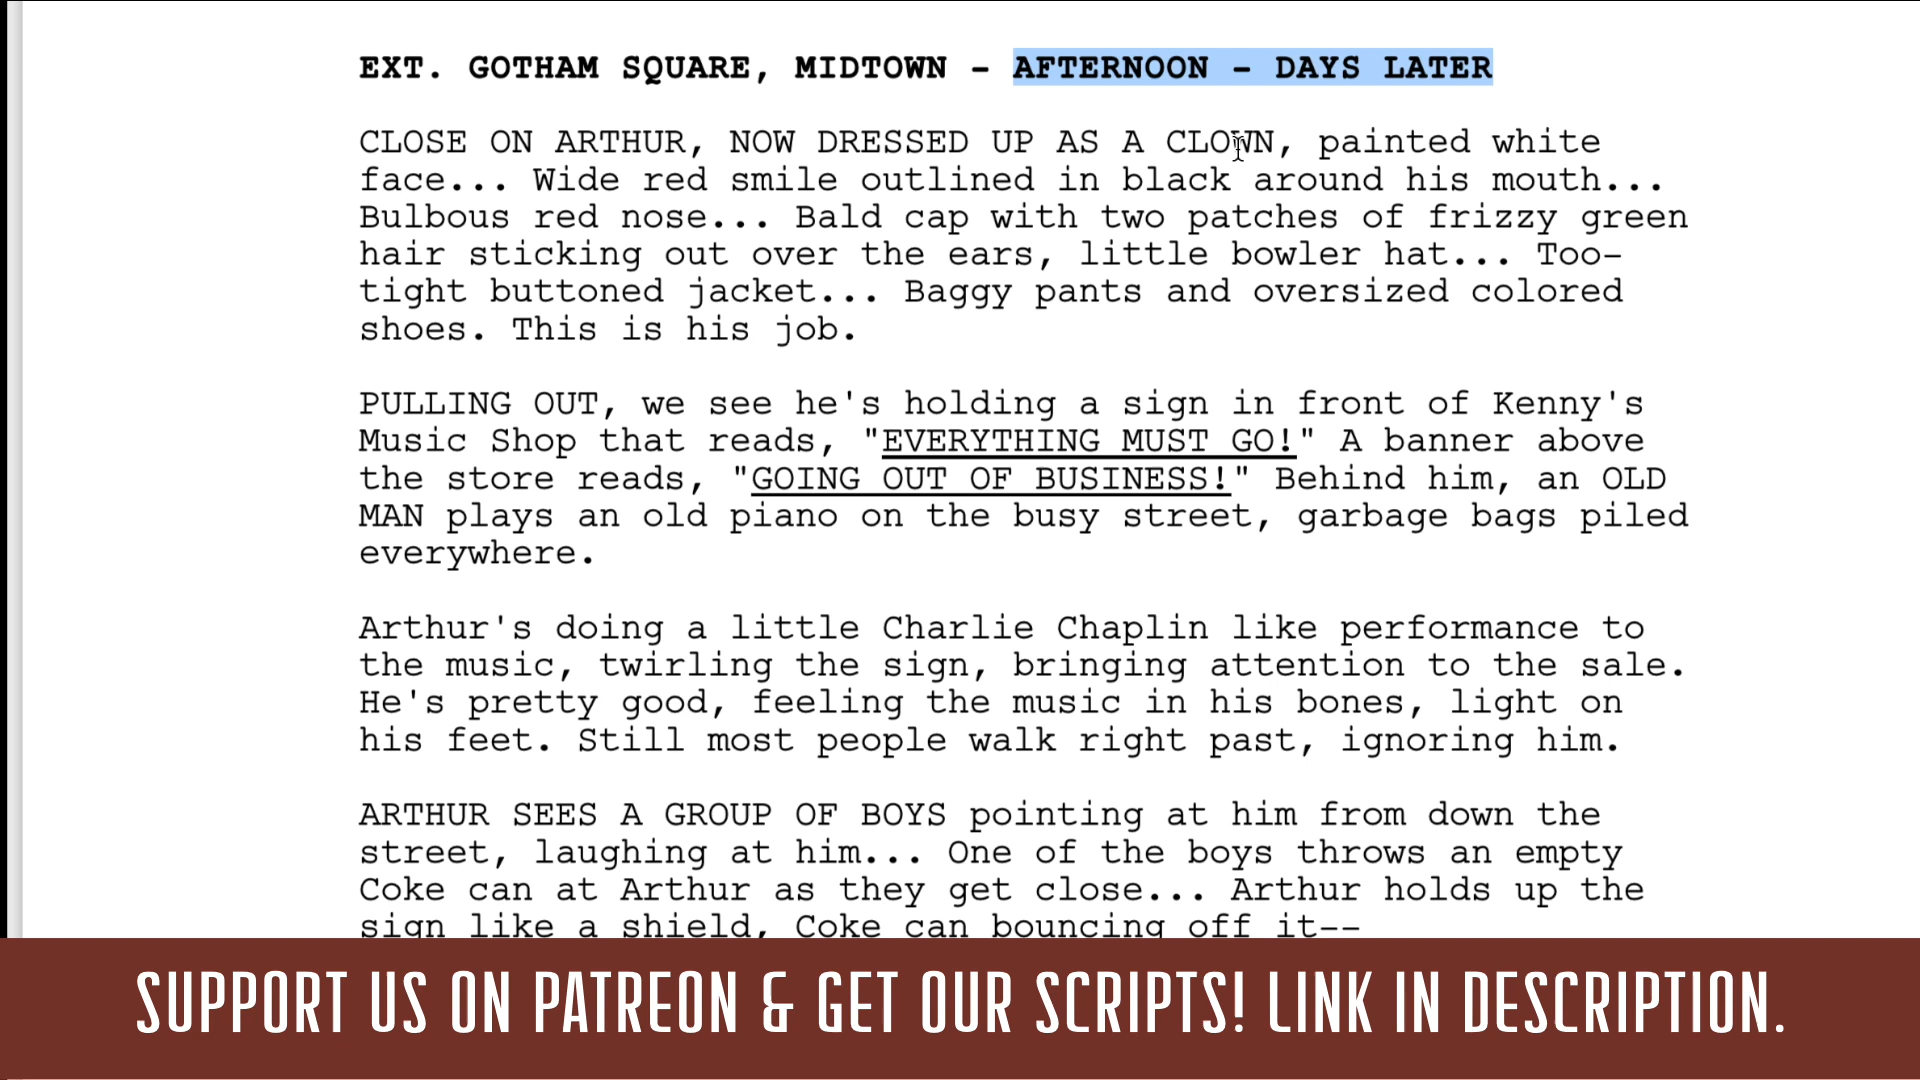 EXT. GOTHAM SQUARE, MIDTOWN - AFTERNOON - DAYS LATER
CLOSE ON ARTHUR, NOW DRESSED UP AS A CLOWN, painted white
face... Wide red smile outlined in black around his mouth...
Bulbous red nose... Bald cap with two patches of frizzy green
hair sticking out over the ears, little bowler hat... Too-
tight buttoned jacket... Baggy pants and oversized colored
shoes. This is his job.
PULLING OUT, we see he's holding a sign in front of Kenny's
Music Shop that reads, "EVERYTHING MUST GO!" A banner above
the store reads, "GOING OUT OF BUSINESS!" Behind him, an OLD
MAN plays an old piano on the busy street, garbage bags piled
everywhere.
Arthur's doing a little Charlie Chaplin like performance to
the music, twirling the sign, bringing attention to the sale.
He's pretty good, feeling the music in his bones, light on
his feet. Still most people walk right past, ignoring him.
ARTHUR SEES A GROUP OF BOYS pointing at him from down the
street, laughing at him... One of the boys throws an empty
Coke can at Arthur as they get close... Arthur holds up the
sign like a shield, Coke can bouncing off it--
SUPPORT US ON PATREON & GET OUR SCRIPTS! LINK IN DESCRIPTION.